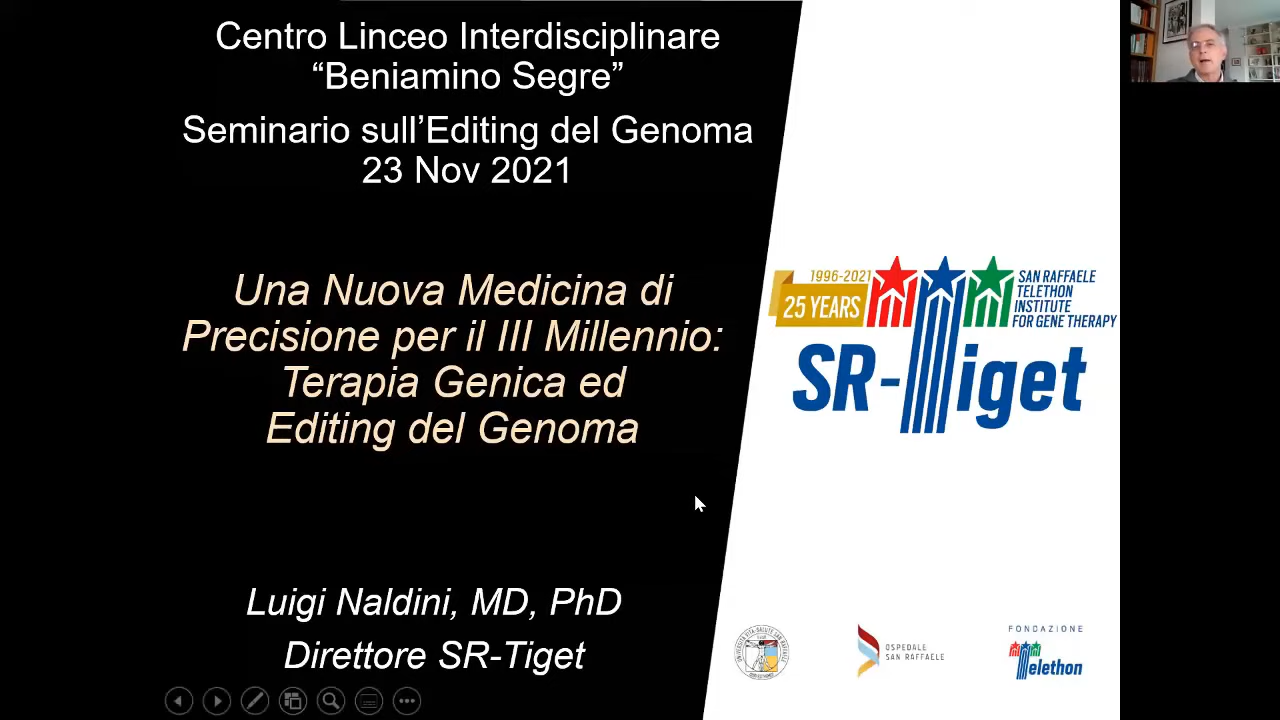 Centro Linceo Interdisciplinare
“Beniamino Segre”
Seminario sull’Editing del Genoma
23 Nov 2021
Una Nuova Medicina di
Precisione per il III Millennio:
Terapia Genica ed
Editing del Genoma
Luigi Naldini, MD, PhD
Direttore SR-Tiget
1996-2021
25 YEARS
SAN RAFFAELE
TELETHON
INSTITUTE
FOR GENE THERAPY
SR-Tiget
OSPEDALE
SAN RAFFAELE
FONDAZIONE
Telethon